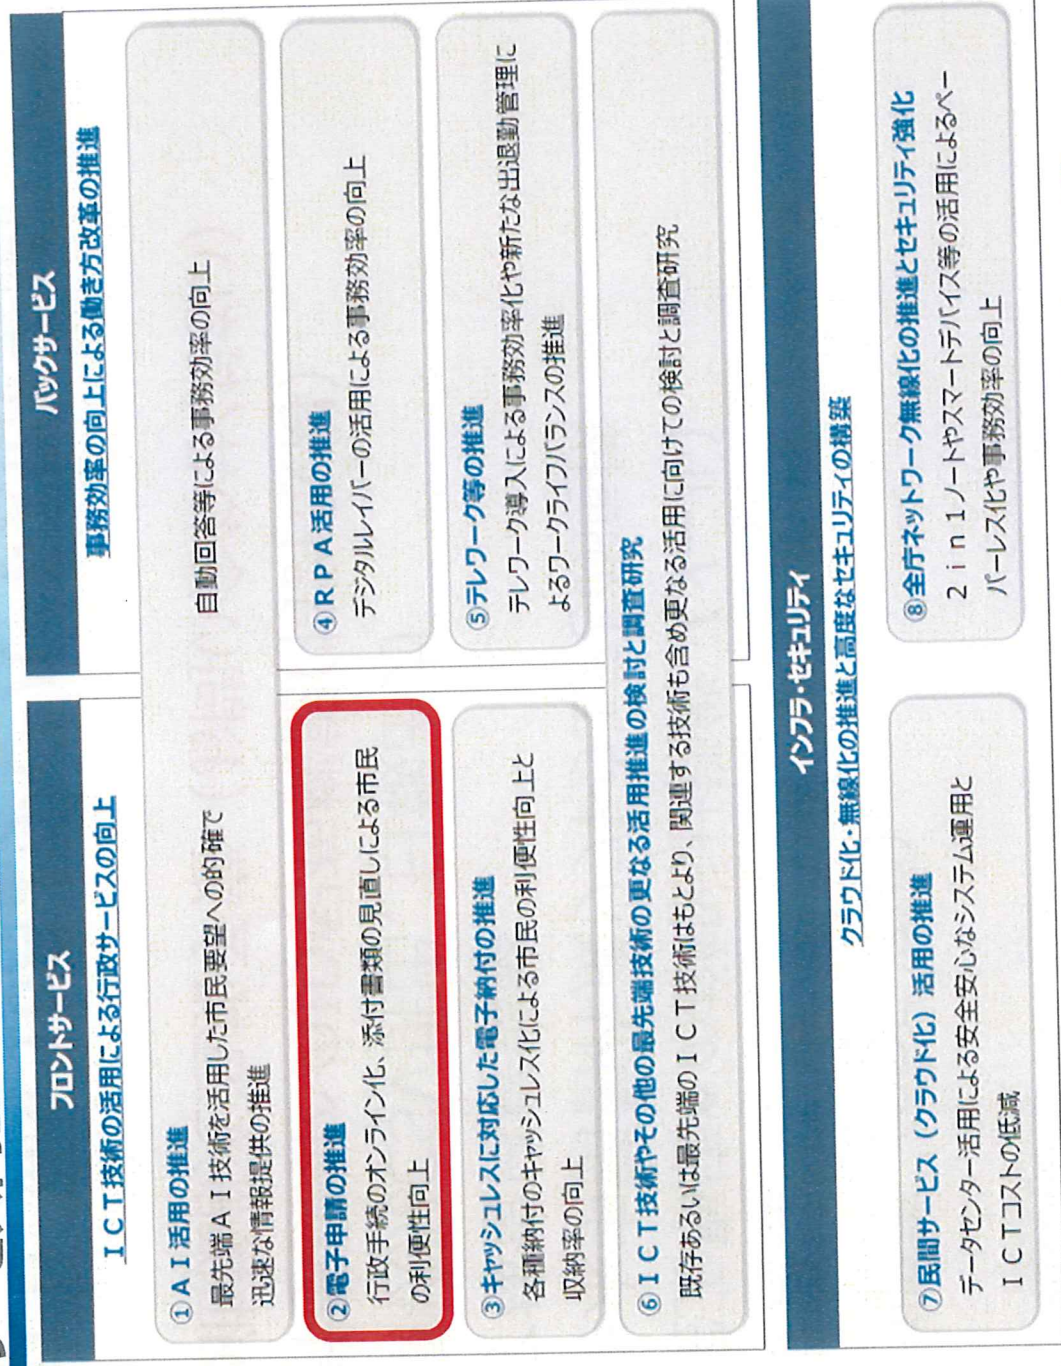 フロントサービス
ICT技術の活用による行政サービスの向上
バックサービス
事務効率の向上による働き方改革の推進
①AI活用の推進
最先端AI技術を活用した市民要望への的確で
迅速な情報提供の推進
自動回答等による事務効率の向上
②電子申請の推進
行政手続のオンライン化、添付書類の見直しによる市民
の利便性向上
④RPA活用の推進
デジタルレイバーの活用による事務効率の向上
③キャッシュレスに対応した電子納付の推進
各種納付のキャッシュレス化による市民の利便性向上と
収納率の向上
⑤テレワーク等の推進
テレワーク導入による事務効率化や新たな出退勤管理に
よるワークライフバランスの推進
⑥ICT技術やその他の最先端技術の更なる活用推進の検討と調査研究
既存あるいは最先端のICT技術はもとより、関連する技術も含め更なる活用に向けての検討と調査研究
インフラ・セキュリティ
クラウド化・無線化の推進と高度なセキュリティの構築
⑦民間サービス（クラウド化）活用の推進
データセンター活用による安全安心なシステム運用と
ICTコストの低減
⑧全庁ネットワーク無線化の推進とセキュリティ強化
2in1ノートやスマートデバイス等の活用によるペー
パーレス化や事務効率の向上